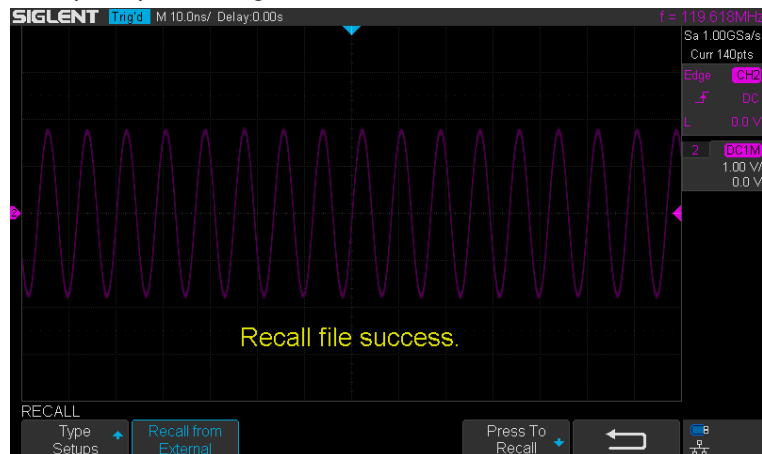 SIGLENT Trig'd M 10.0ns/ Delay:0.00s f = 119.618MHz
Sa 1.00GSa/s
Curr 140pts
Edge CH2
DC
L 0.0 V
2 DC1M
1.00 V/
0.0 V
2
Recall file success.
RECALL
Type
Setups
Recall from
External
Press To
Recall